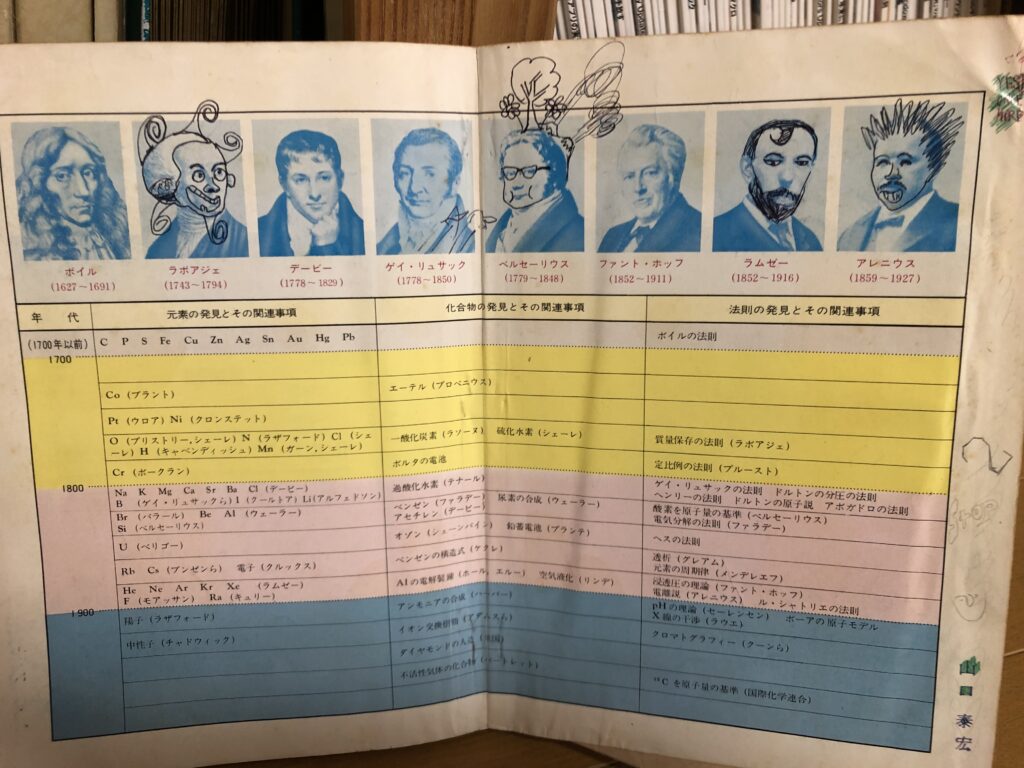 ボイル
(1627～1691)
ラボアジェ
(1743～1794)
デービー
(1778～1829)
ゲイ・リュサック
(1778～1850)
ベルセーリウス
(1779～1848)
ファント・ホッフ
(1852～1911)
ラムゼー
(1852～1916)
アレニウス
(1859～1927)
年 代 元素の発見とその関連事項 化合物の発見とその関連事項 法則の発見とその関連事項
(1700年以前) C P S Fe Cu Zn Ag Sn Au Hg Pb ボイルの法則
1700
Co (ブラント) エーテル (プロベニウス)
Pt (ウロア) Ni (クロンステット)
O (プリストリー,シェーレ) N (ラザフォード) Cl (シェ
ーレ) H (キャベンディッシュ) Mn (ガーン,シェーレ)
一酸化炭素 (ラソーヌ) 硫化水素 (シェーレ) 質量保存の法則 (ラボアジェ)
Cr (ボークラン) ボルタの電池 定比例の法則 (プルースト)
1800
Na K Mg Ca Sr Ba Cl (デービー)
B (ゲイ・リュサックら) I (クールトア) Li(アルフェドソン)
過酸化水素 (テナール)
ゲイ・リュサックの法則 ドルトンの分圧の法則
ヘンリーの法則 ドルトンの原子説 アボガドロの法則
Br (バラール) Be Al (ウェーラー)
Si (ベルセーリウス)
ベンゼン (ファラデー) 尿素の合成 (ウェーラー)
アセチレン (デービー)
酸素を原子量の基準 (ベルセーリウス)
電気分解の法則 (ファラデー)
U (ペリゴー) オゾン (シェーンバイン) 鉛蓄電池 (プランテ) ヘスの法則
Rb Cs (ブンゼンら) 電子 (クルックス) ベンゼンの構造式 (ケクレ)
透析 (グレアム)
元素の周期律 (メンデレエフ)
He Ne Ar Kr Xe (ラムゼー)
F (モアッサン) Ra (キュリー)
Alの電解製錬 (ホール, エルー) 空気液化 (リンデ)
浸透圧の理論 (ファント・ホッフ)
電離説 (アレニウス) ル・シャトリエの法則
1900
陽子 (ラザフォード) アンモニアの合成 (ハーバー)
pHの理論 (セーレンセン) ボーアの原子モデル
X線の干渉 (ラウエ)
中性子 (チャドウィック) イオン交換樹脂 (アダムスム) クロマトグラフィー (クーンら)
ダイヤモンドの人造 (米国)
不活性気体の化合物 (バートレット) ¹²C を原子量の基準 (国際化学連合)
泰
宏